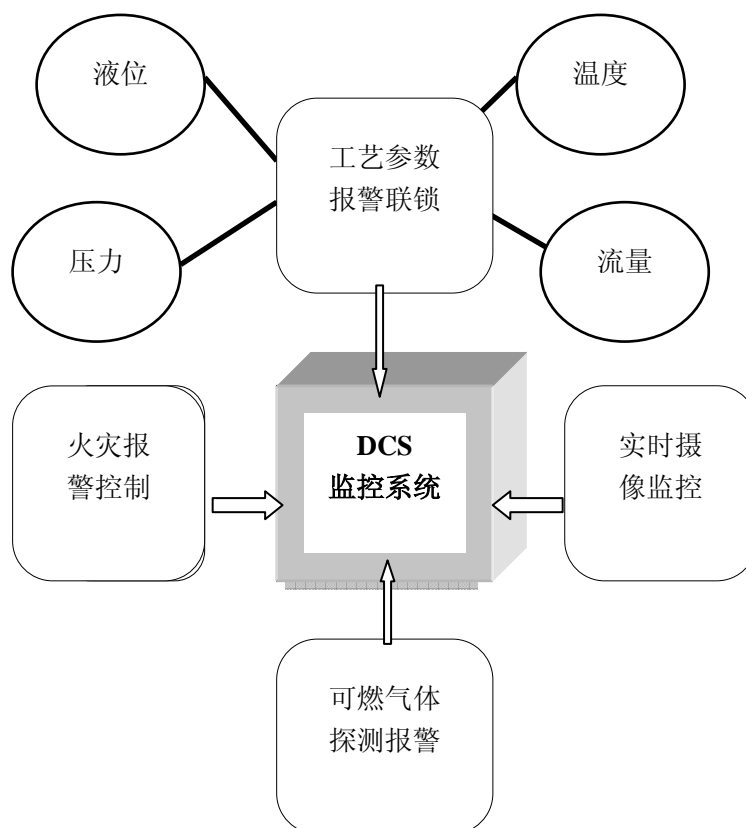 液位
温度
工艺参数
报警联锁
压力
流量
火灾报
警控制
DCS
监控系统
实时摄
像监控
可燃气体
探测报警